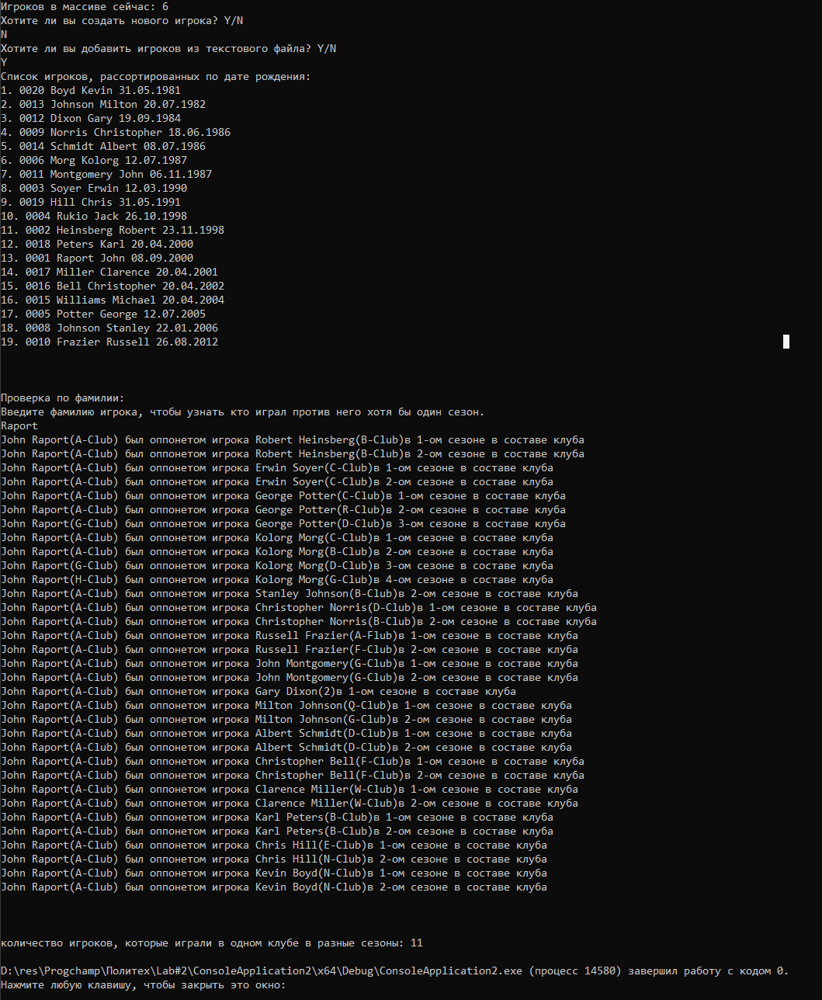 Игроков в массиве сейчас: 6
Хотите ли вы создать нового игрока? Y/N
N
Хотите ли вы добавить игроков из текстового файла? Y/N
Y
Список игроков, рассортированных по дате рождения:
1. 0020 Boyd Kevin 31.05.1981
2. 0013 Johnson Milton 20.07.1982
3. 0012 Dixon Gary 19.09.1984
4. 0009 Norris Christopher 18.06.1986
5. 0014 Schmidt Albert 08.07.1986
6. 0006 Morg Kolorg 12.07.1987
7. 0011 Montgomery John 06.11.1987
8. 0003 Soyer Erwin 12.03.1990
9. 0019 Hill Chris 31.05.1991
10. 0004 Rukio Jack 26.10.1998
11. 0002 Heinsberg Robert 23.11.1998
12. 0018 Peters Karl 20.04.2000
13. 0001 Raport John 08.09.2000
14. 0017 Miller Clarence 20.04.2001
15. 0016 Bell Christopher 20.04.2002
16. 0015 Williams Michael 20.04.2004
17. 0005 Potter George 12.07.2005
18. 0008 Johnson Stanley 22.01.2006
19. 0010 Frazier Russell 26.08.2012
Проверка по фамилии:
Введите фамилию игрока, чтобы узнать кто играл против него хотя бы один сезон.
Raport
John Raport(A-Club) был оппонетом игрока Robert Heinsberg(B-Club)в 1-ом сезоне в составе клуба
John Raport(A-Club) был оппонетом игрока Robert Heinsberg(B-Club)в 2-ом сезоне в составе клуба
John Raport(A-Club) был оппонетом игрока Erwin Soyer(C-Club)в 1-ом сезоне в составе клуба
John Raport(A-Club) был оппонетом игрока Erwin Soyer(C-Club)в 2-ом сезоне в составе клуба
John Raport(A-Club) был оппонетом игрока George Potter(C-Club)в 1-ом сезоне в составе клуба
John Raport(A-Club) был оппонетом игрока George Potter(R-Club)в 2-ом сезоне в составе клуба
John Raport(G-Club) был оппонетом игрока George Potter(D-Club)в 3-ом сезоне в составе клуба
John Raport(A-Club) был оппонетом игрока Kolorg Morg(C-Club)в 1-ом сезоне в составе клуба
John Raport(A-Club) был оппонетом игрока Kolorg Morg(B-Club)в 2-ом сезоне в составе клуба
John Raport(G-Club) был оппонетом игрока Kolorg Morg(D-Club)в 3-ом сезоне в составе клуба
John Raport(H-Club) был оппонетом игрока Kolorg Morg(G-Club)в 4-ом сезоне в составе клуба
John Raport(A-Club) был оппонетом игрока Stanley Johnson(B-Club)в 2-ом сезоне в составе клуба
John Raport(A-Club) был оппонетом игрока Christopher Norris(D-Club)в 1-ом сезоне в составе клуба
John Raport(A-Club) был оппонетом игрока Christopher Norris(B-Club)в 2-ом сезоне в составе клуба
John Raport(A-Club) был оппонетом игрока Russell Frazier(A-Flub)в 1-ом сезоне в составе клуба
John Raport(A-Club) был оппонетом игрока Russell Frazier(F-Club)в 2-ом сезоне в составе клуба
John Raport(A-Club) был оппонетом игрока John Montgomery(G-Club)в 1-ом сезоне в составе клуба
John Raport(A-Club) был оппонетом игрока John Montgomery(G-Club)в 2-ом сезоне в составе клуба
John Raport(A-Club) был оппонетом игрока Gary Dixon(2)в 1-ом сезоне в составе клуба
John Raport(A-Club) был оппонетом игрока Milton Johnson(Q-Club)в 1-ом сезоне в составе клуба
John Raport(A-Club) был оппонетом игрока Milton Johnson(G-Club)в 2-ом сезоне в составе клуба
John Raport(A-Club) был оппонетом игрока Albert Schmidt(D-Club)в 1-ом сезоне в составе клуба
John Raport(A-Club) был оппонетом игрока Albert Schmidt(D-Club)в 2-ом сезоне в составе клуба
John Raport(A-Club) был оппонетом игрока Christopher Bell(F-Club)в 1-ом сезоне в составе клуба
John Raport(A-Club) был оппонетом игрока Christopher Bell(F-Club)в 2-ом сезоне в составе клуба
John Raport(A-Club) был оппонетом игрока Clarence Miller(W-Club)в 1-ом сезоне в составе клуба
John Raport(A-Club) был оппонетом игрока Clarence Miller(W-Club)в 2-ом сезоне в составе клуба
John Raport(A-Club) был оппонетом игрока Karl Peters(B-Club)в 1-ом сезоне в составе клуба
John Raport(A-Club) был оппонетом игрока Karl Peters(B-Club)в 2-ом сезоне в составе клуба
John Raport(A-Club) был оппонетом игрока Chris Hill(E-Club)в 1-ом сезоне в составе клуба
John Raport(A-Club) был оппонетом игрока Chris Hill(N-Club)в 2-ом сезоне в составе клуба
John Raport(A-Club) был оппонетом игрока Kevin Boyd(N-Club)в 1-ом сезоне в составе клуба
John Raport(A-Club) был оппонетом игрока Kevin Boyd(N-Club)в 2-ом сезоне в составе клуба
количество игроков, которые играли в одном клубе в разные сезоны: 11
D:\res\Progchamp\Политех\Lab#2\ConsoleApplication2\x64\Debug\ConsoleApplication2.exe (процесс 14580) завершил работу с кодом 0.
Нажмите любую клавишу, чтобы закрыть это окно: